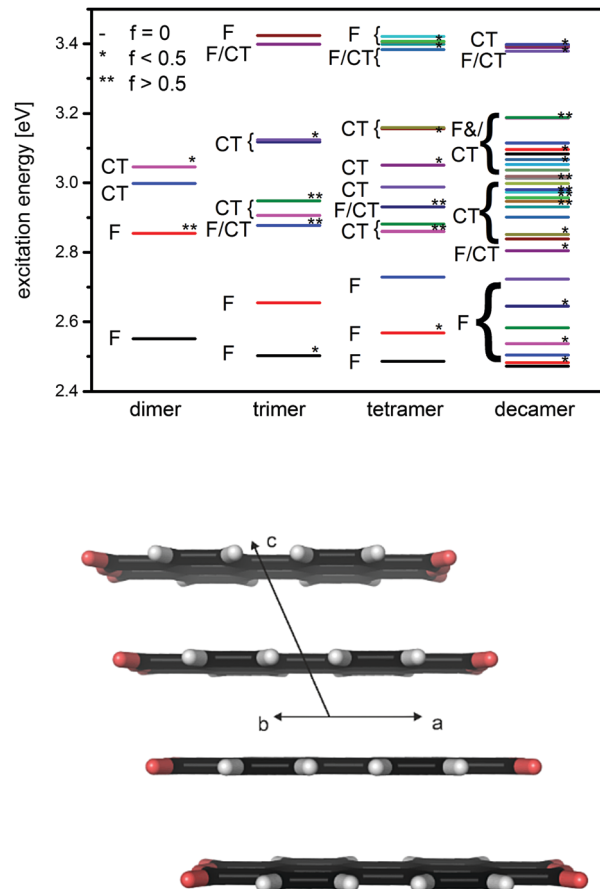 excitation energy [eV]
3.4
3.2
3.0
2.8
2.6
2.4
- f = 0
* f < 0.5
** f > 0.5
CT *
CT
F **
F
dimer
F
F/CT
CT { *
CT { **
F/CT **
F
F *
trimer
F { *
F/CT { *
CT { *
CT *
CT
F/CT **
CT { **
F
F *
F
tetramer
CT *
F/CT *
F&/ { **
CT *
*
**
CT { **
**
*
F/CT *
F { *
*
*
decamer
c
b
a